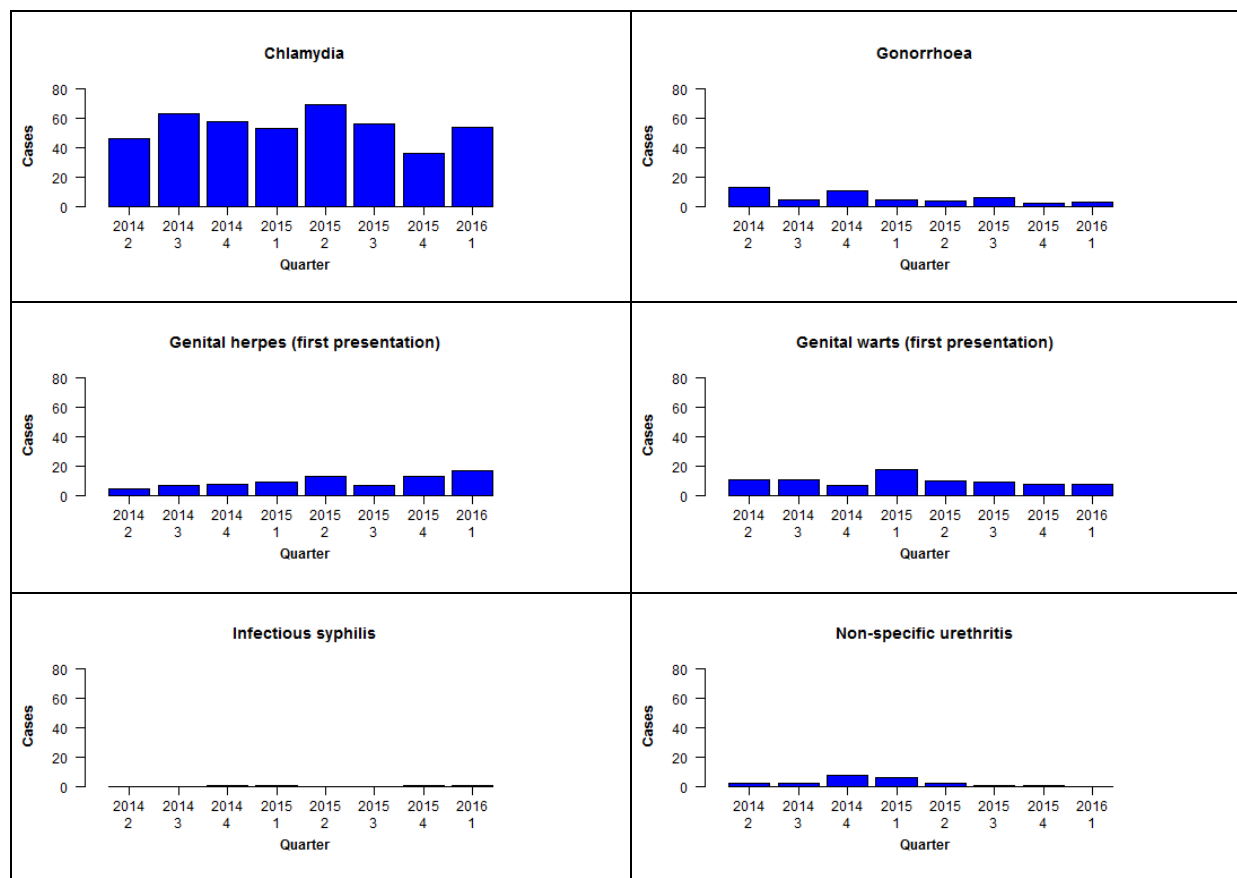 Chlamydia
80
60
40
20
0
Cases
2014 2014 2014 2015 2015 2015 2015 2016
2 3 4 1 2 3 4 1
Quarter
Gonorrhoea
80
60
40
20
0
Cases
2014 2014 2014 2015 2015 2015 2015 2016
2 3 4 1 2 3 4 1
Quarter
Genital herpes (first presentation)
80
60
40
20
0
Cases
2014 2014 2014 2015 2015 2015 2015 2016
2 3 4 1 2 3 4 1
Quarter
Genital warts (first presentation)
80
60
40
20
0
Cases
2014 2014 2014 2015 2015 2015 2015 2016
2 3 4 1 2 3 4 1
Quarter
Infectious syphilis
80
60
40
20
0
Cases
2014 2014 2014 2015 2015 2015 2015 2016
2 3 4 1 2 3 4 1
Quarter
Non-specific urethritis
80
60
40
20
0
Cases
2014 2014 2014 2015 2015 2015 2015 2016
2 3 4 1 2 3 4 1
Quarter